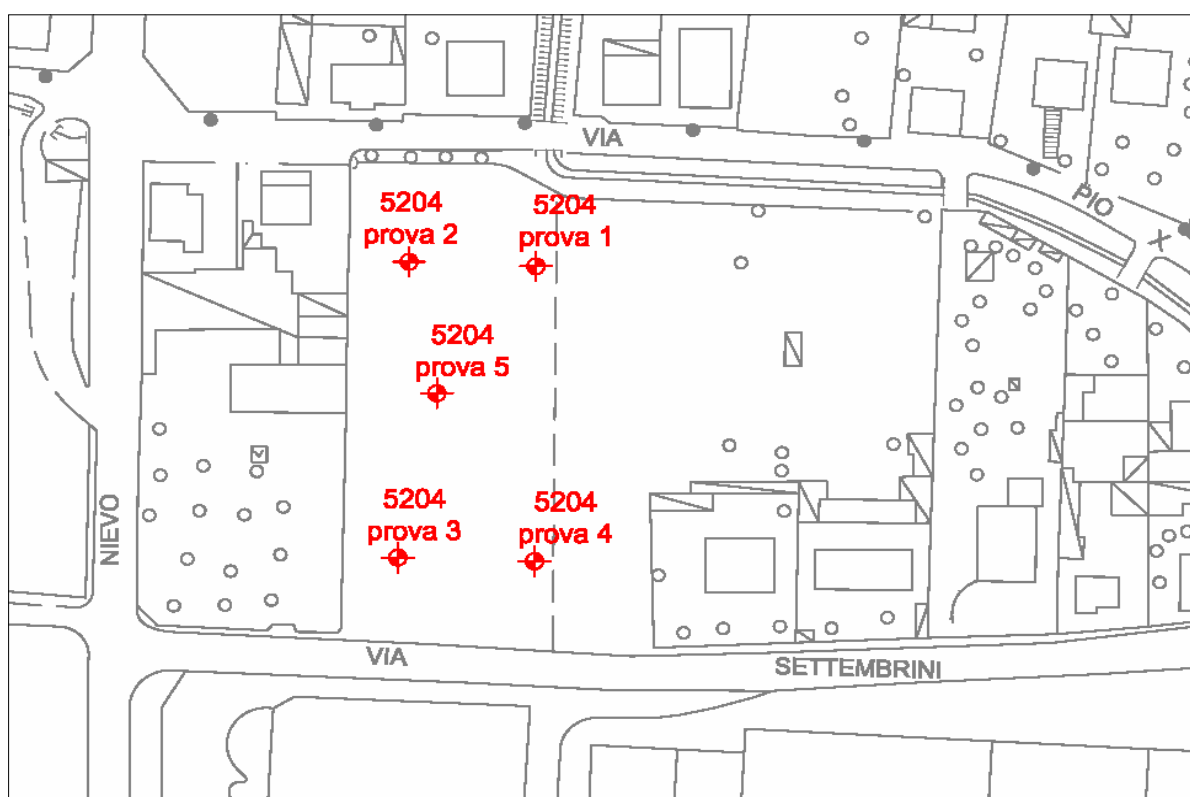 VIA
PIO
X
5204
prova 2
5204
prova 1
5204
prova 5
5204
prova 3
5204
prova 4
NIEVO
VIA
SETTEMBRINI